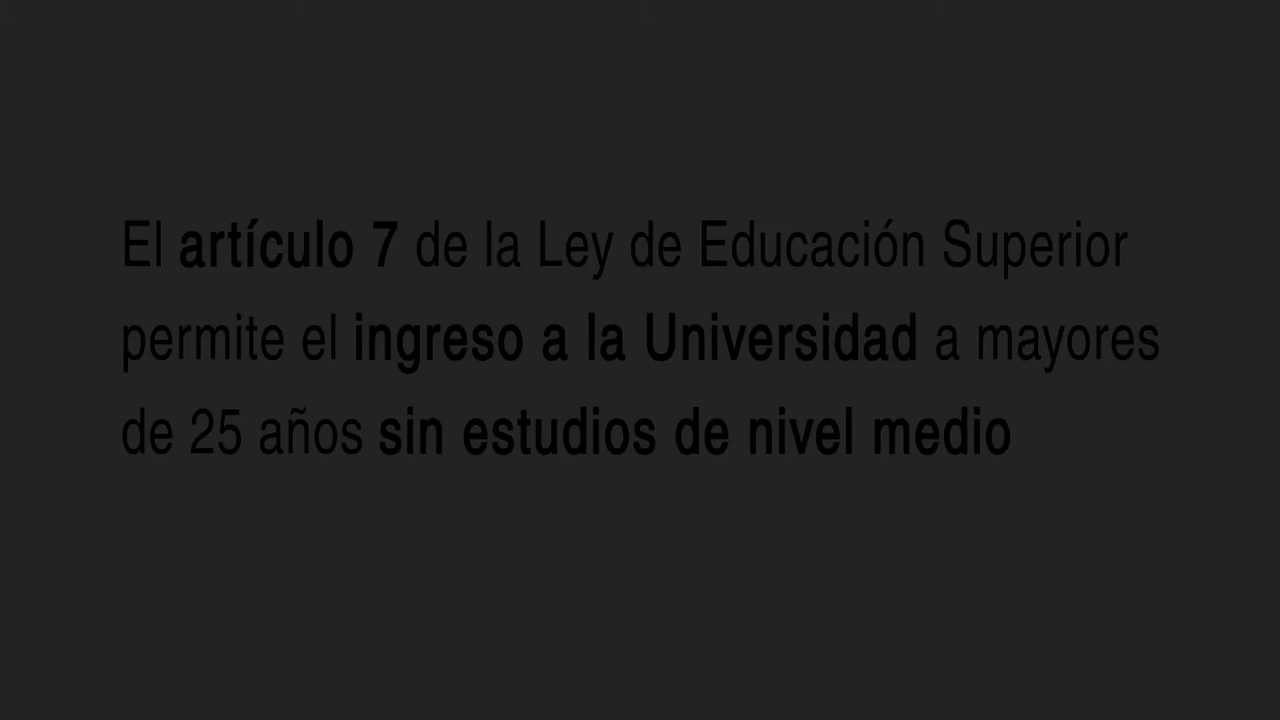 El artículo 7 de la Ley de Educación Superior
permite el ingreso a la Universidad a mayores
de 25 años sin estudios de nivel medio